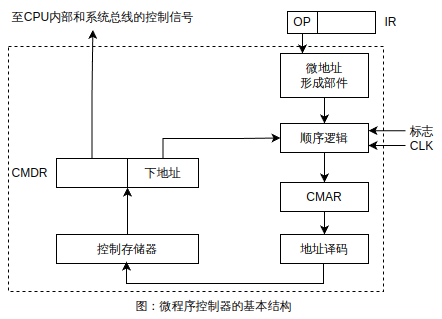 至CPU内部和系统总线的控制信号
OP
IR
微地址
形成部件
顺序逻辑
标志
CLK
CMDR
下地址
CMAR
控制存储器
地址译码
图：微程序控制器的基本结构